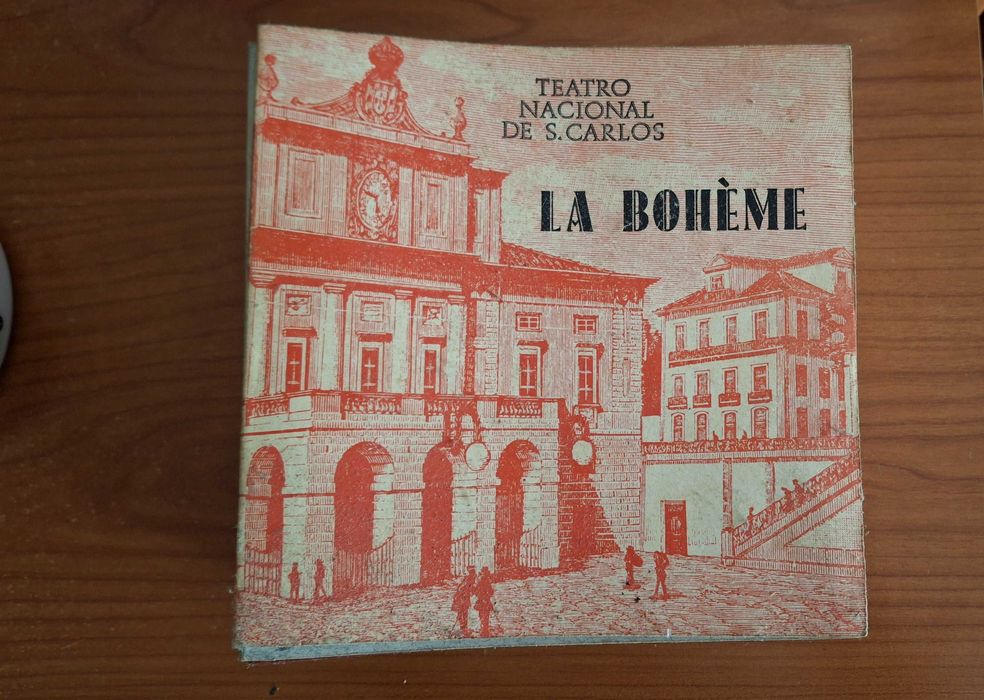 TEATRO
NACIONAL
DE S. CARLOS
LA BOHÈME